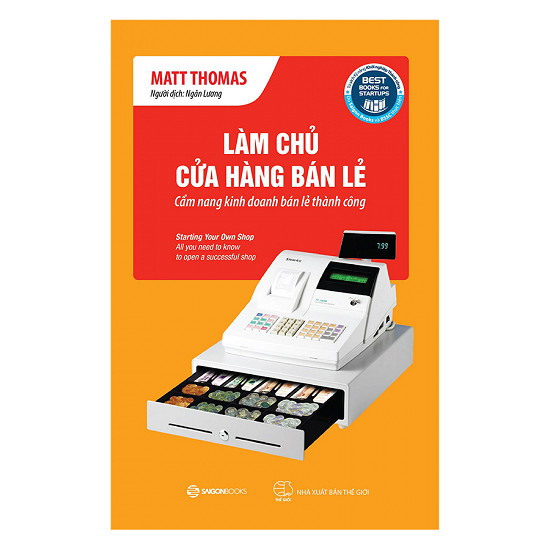 MATT THOMAS
Người dịch: Ngân Lương
BEST
BOOKS FOR
STARTUPS
LÀM CHỦ
CỬA HÀNG BÁN LẺ
Cẩm nang kinh doanh bán lẻ thành công
Starting Your Own Shop
All you need to know
to open a successful shop
7.99
SAIGONBOOKS
THẾ GIỚI
NHÀ XUẤT BẢN THẾ GIỚI